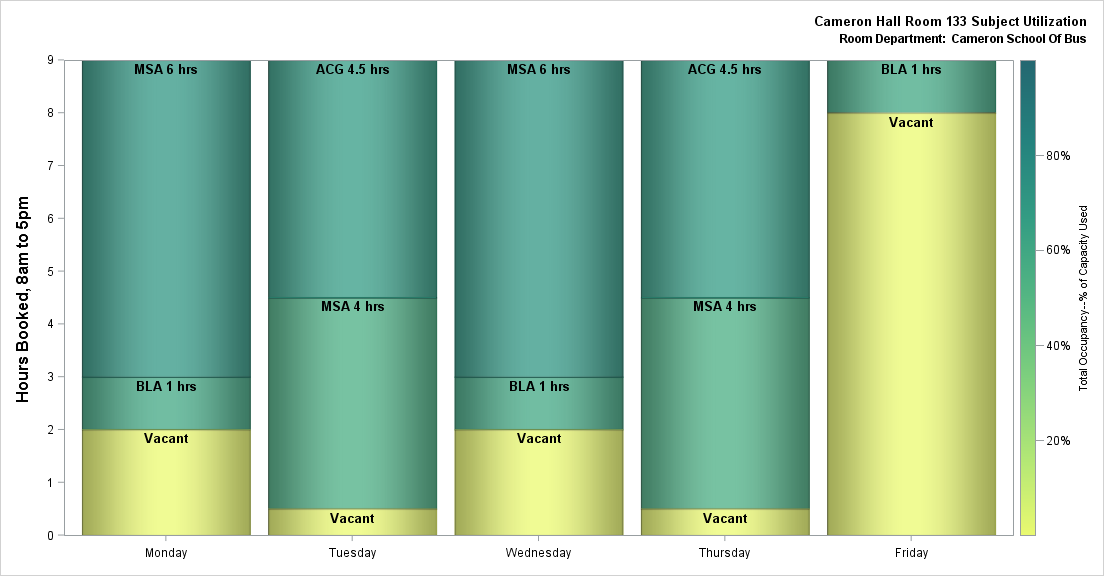 Cameron Hall Room 133 Subject Utilization
Room Department: Cameron School Of Bus
Hours Booked, 8am to 5pm
9
8
7
6
5
4
3
2
1
0
MSA 6 hrs
BLA 1 hrs
Vacant
ACG 4.5 hrs
MSA 4 hrs
Vacant
MSA 6 hrs
BLA 1 hrs
Vacant
ACG 4.5 hrs
MSA 4 hrs
Vacant
BLA 1 hrs
Vacant
Monday
Tuesday
Wednesday
Thursday
Friday
80%
60%
40%
20%
Total Occupancy--% of Capacity Used